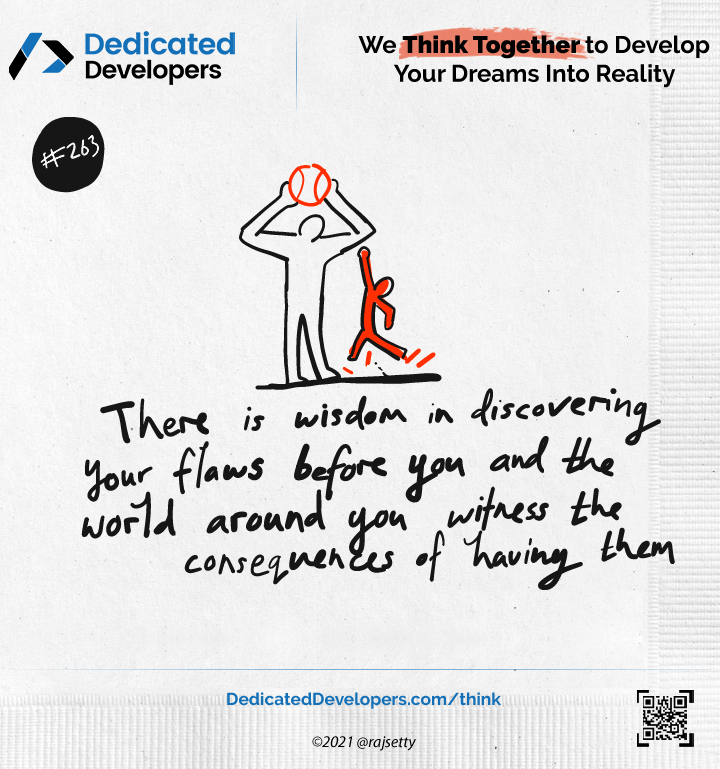 Dedicated
Developers
We Think Together to Develop
Your Dreams Into Reality
#263
There is wisdom in discovering
your flaws before you and the
world around you witness the
consequences of having them
DedicatedDevelopers.com/think
©2021 @rajsetty